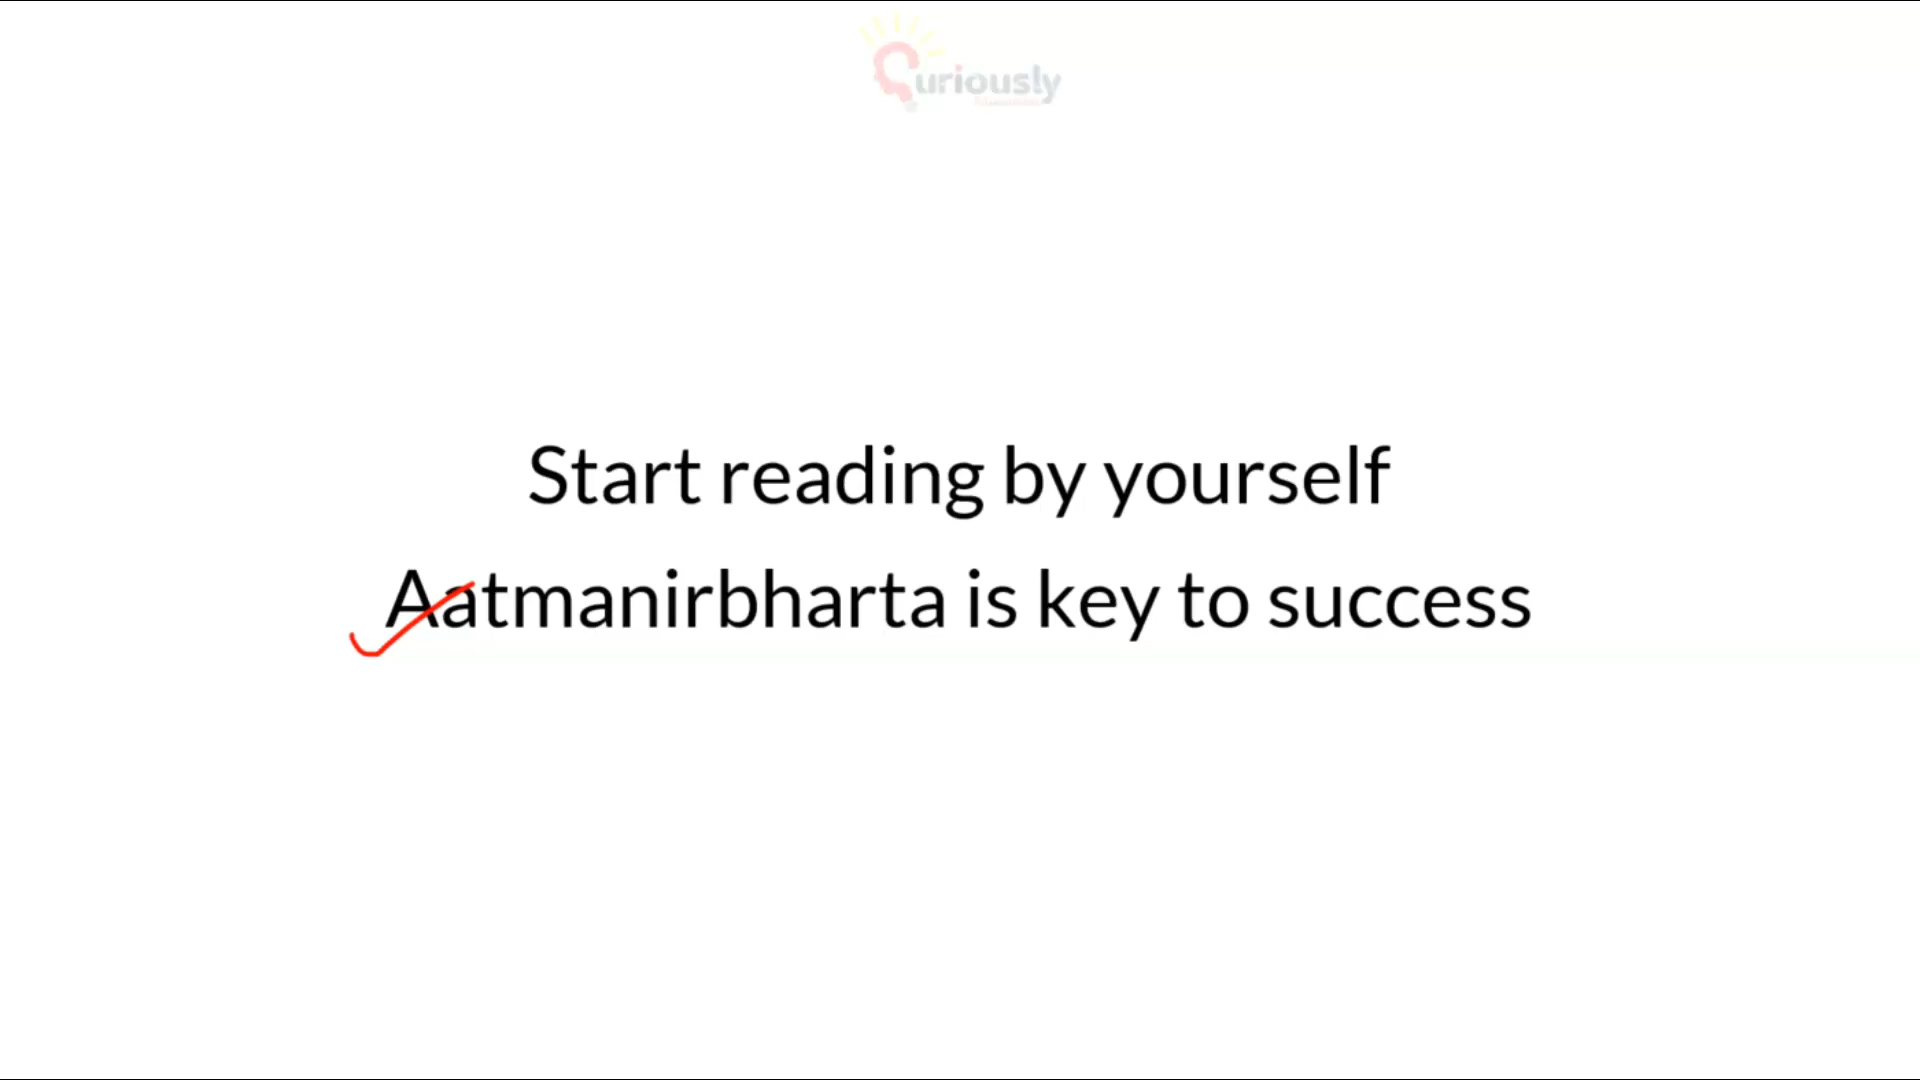 Curiously
Start reading by yourself
Aatmanirbharta is key to success